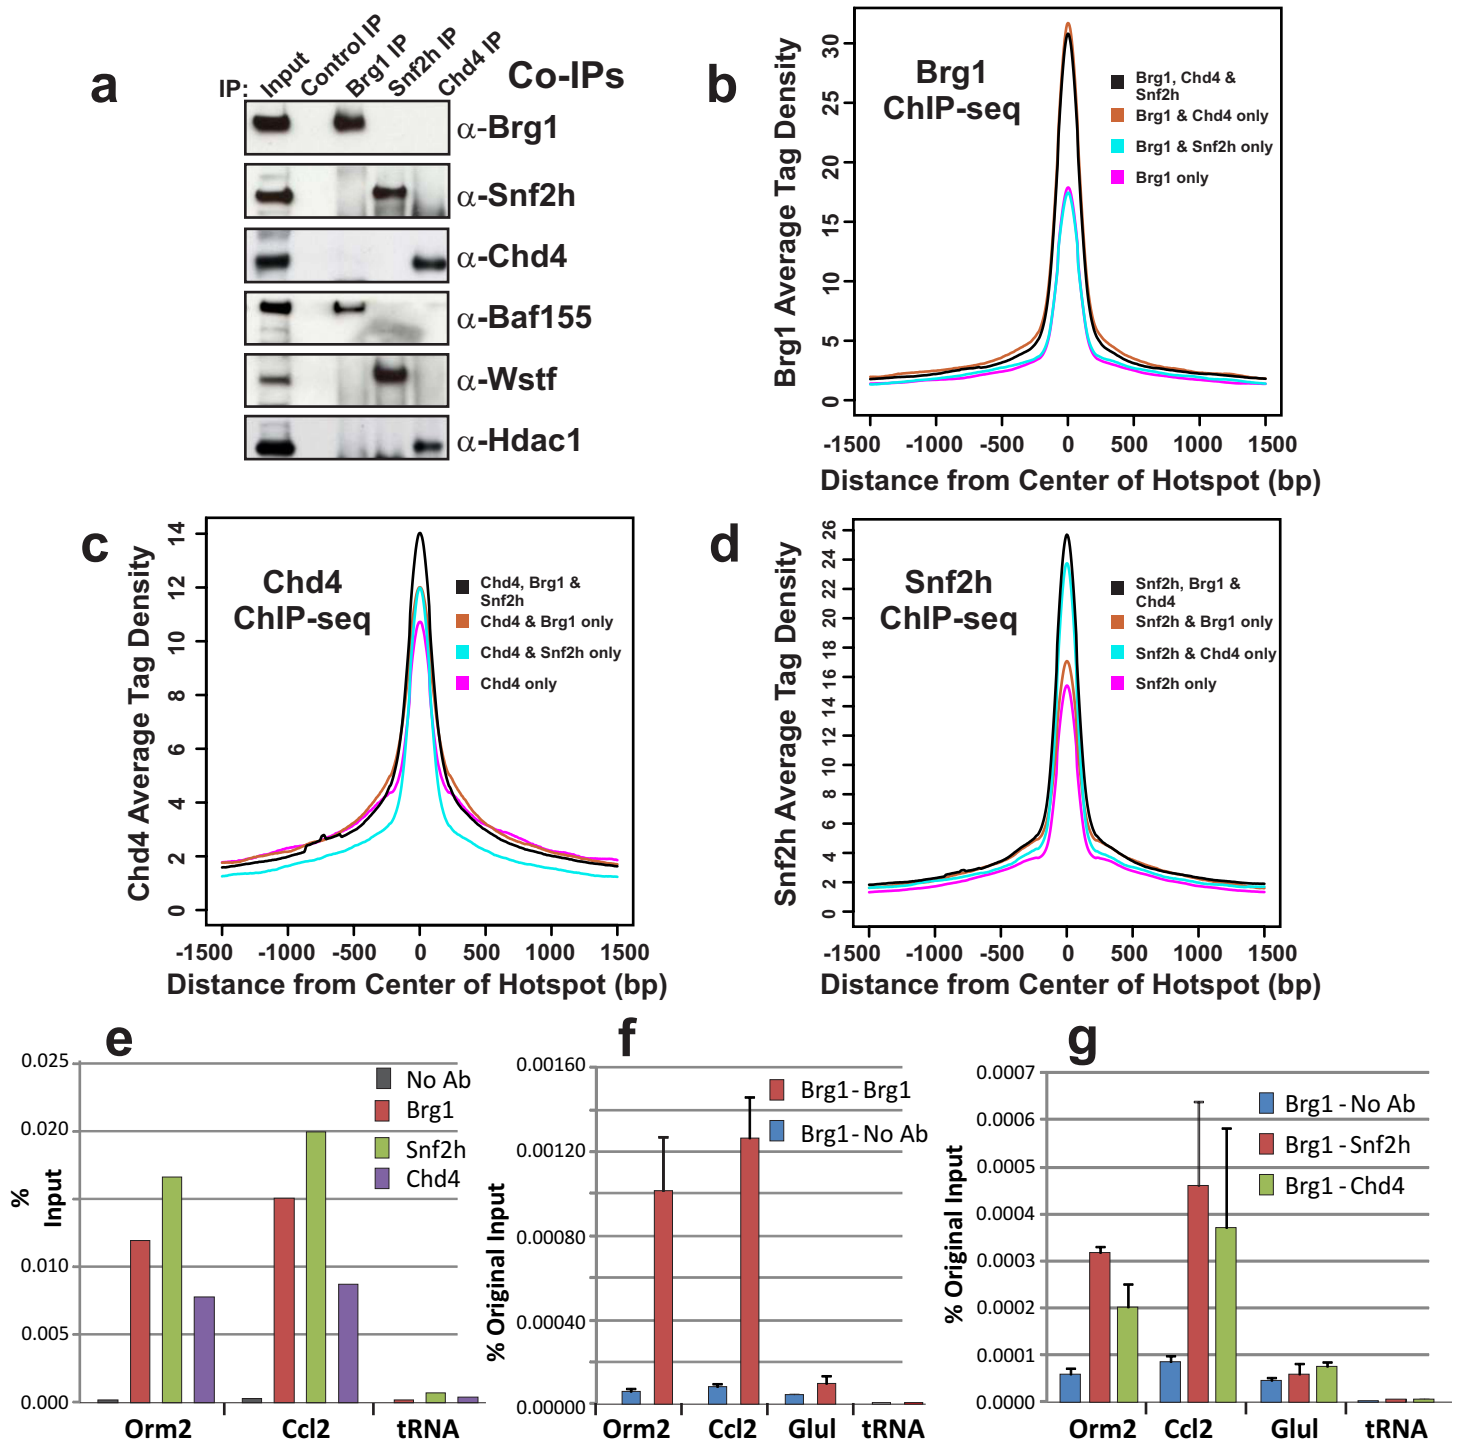 a
IP:
Input
Control IP
Brg1 IP
Snf2h IP
Chd4 IP
Co-IPs
α-Brg1
α-Snf2h
α-Chd4
α-Baf155
α-Wstf
α-Hdac1
b
Brg1
ChIP-seq
Brg1, Chd4 &
Snf2h
Brg1 & Chd4 only
Brg1 & Snf2h only
Brg1 only
Brg1 Average Tag Density
30
25
20
15
10
5
0
-1500 -1000 -500 0 500 1000 1500
Distance from Center of Hotspot (bp)
c
Chd4
ChIP-seq
Chd4, Brg1 &
Snf2h
Chd4 & Brg1 only
Chd4 & Snf2h only
Chd4 only
Chd4 Average Tag Density
14
12
10
8
6
4
2
0
-1500 -1000 -500 0 500 1000 1500
Distance from Center of Hotspot (bp)
d
Snf2h
ChIP-seq
Snf2h, Brg1 &
Chd4
Snf2h & Brg1 only
Snf2h & Chd4 only
Snf2h only
Snf2h Average Tag Density
26
24
22
20
18
16
14
12
10
8
6
4
2
0
-1500 -1000 -500 0 500 1000 1500
Distance from Center of Hotspot (bp)
e
No Ab
Brg1
Snf2h
Chd4
%
Input
0.025
0.020
0.010
0.005
0.000
Orm2 Ccl2 tRNA
f
Brg1-Brg1
Brg1-No Ab
% Original Input
0.00160
0.00120
0.00080
0.00040
0.00000
Orm2 Ccl2 Glul tRNA
g
Brg1-No Ab
Brg1-Snf2h
Brg1-Chd4
% Original Input
0.0007
0.0006
0.0005
0.0004
0.0003
0.0002
0.0001
0.0000
Orm2 Ccl2 Glul tRNA